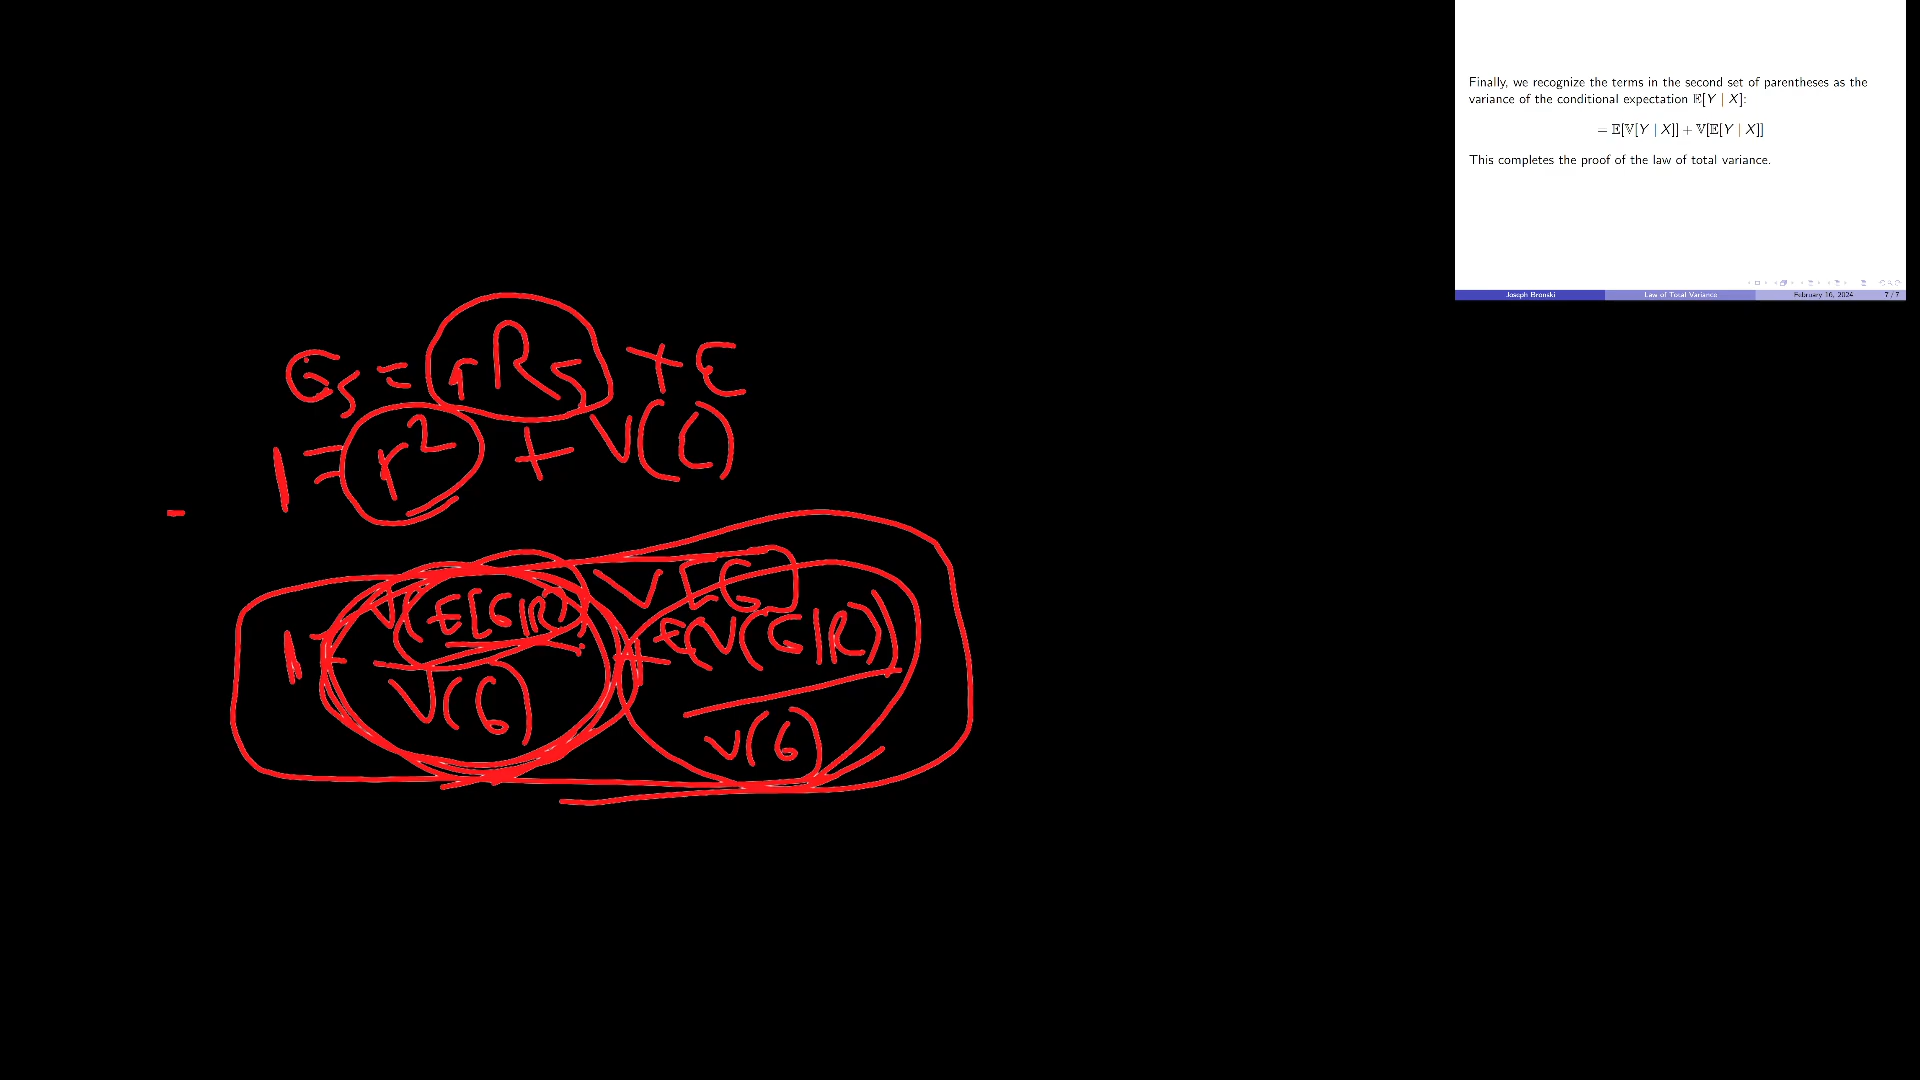 Finally, we recognize the terms in the second set of parentheses as the
variance of the conditional expectation 𝔼[Y | X]:
= 𝔼[𝕍[Y | X]] + 𝕍[𝔼[Y | X]]
This completes the proof of the law of total variance.
Joseph Bronski Law of Total Variance February 16, 2024 7 / 7
Gs = rRs + ε
1 = r² + V(ε)
V[G]
1 = V(E[G|R]) / V(G) + E(V(G|R)) / V(G)